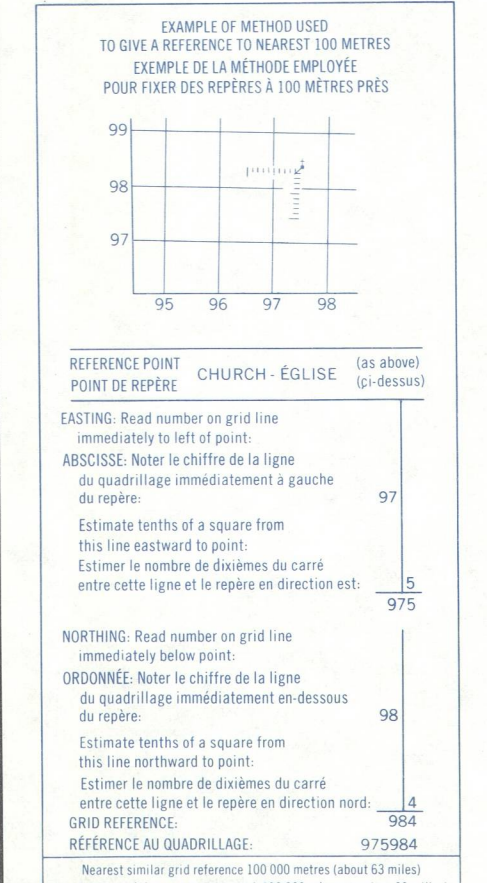 EXAMPLE OF METHOD USED
TO GIVE A REFERENCE TO NEAREST 100 METRES
EXEMPLE DE LA MÉTHODE EMPLOYÉE
POUR FIXER DES REPÈRES À 100 MÈTRES PRÈS
99
98
97
95 96 97 98
REFERENCE POINT
POINT DE REPÈRE
CHURCH - ÉGLISE
(as above)
(çi-dessus)
EASTING: Read number on grid line
immediately to left of point:
ABSCISSE: Noter le chiffre de la ligne
du quadrillage immédiatement à gauche
du repère: 97
Estimate tenths of a square from
this line eastward to point:
Estimer le nombre de dixièmes du carré
entre cette ligne et le repère en direction est: 5
975
NORTHING: Read number on grid line
immediately below point:
ORDONNÉE: Noter le chiffre de la ligne
du quadrillage immédiatement en-dessous
du repère: 98
Estimate tenths of a square from
this line northward to point:
Estimer le nombre de dixièmes du carré
entre cette ligne et le repère en direction nord: 4
GRID REFERENCE: 984
RÉFÉRENCE AU QUADRILLAGE: 975984
Nearest similar grid reference 100 000 metres (about 63 miles)